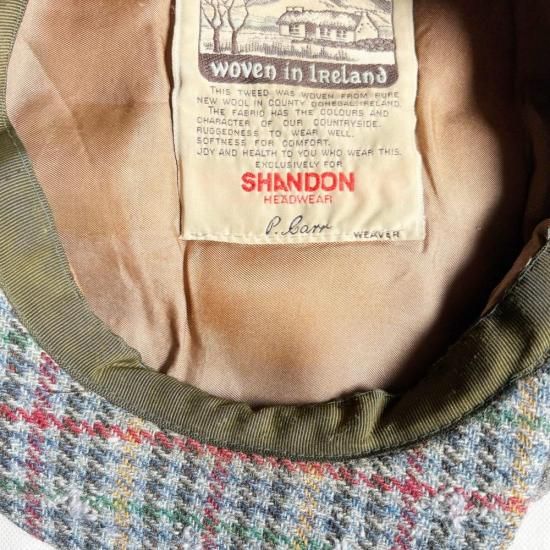 WOVEN in IRELAND
THIS TWEED WAS WOVEN FROM PURE
NEW WOOL IN COUNTY DONEGAL IRELAND.
THE FABRIC HAS THE COLOURS AND
CHARACTER OF OUR COUNTRYSIDE.
RUGGEDNESS TO WEAR WELL.
SOFTNESS FOR COMFORT.
JOY AND HEALTH TO YOU WHO WEAR THIS.
EXCLUSIVELY FOR
SHANDON
HEADWEAR
P. Carr WEAVER